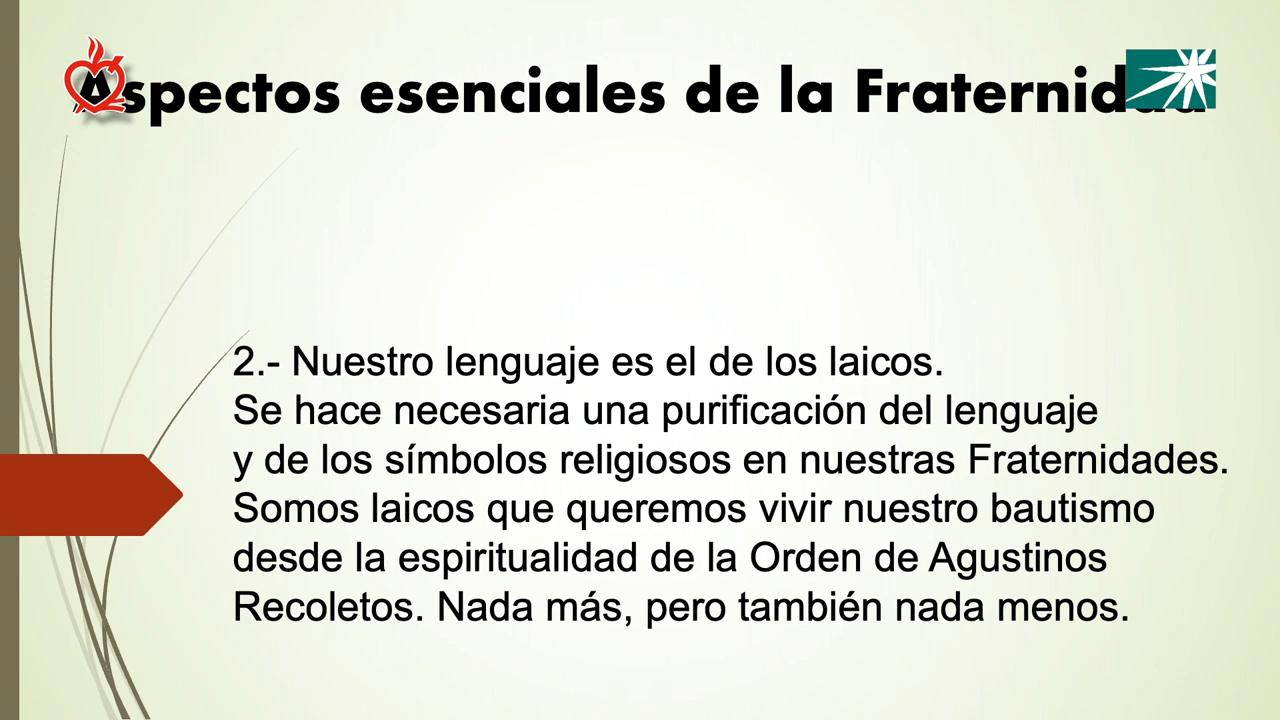 Aspectos esenciales de la Fraternidad
2.- Nuestro lenguaje es el de los laicos.
Se hace necesaria una purificación del lenguaje
y de los símbolos religiosos en nuestras Fraternidades.
Somos laicos que queremos vivir nuestro bautismo
desde la espiritualidad de la Orden de Agustinos
Recoletos. Nada más, pero también nada menos.